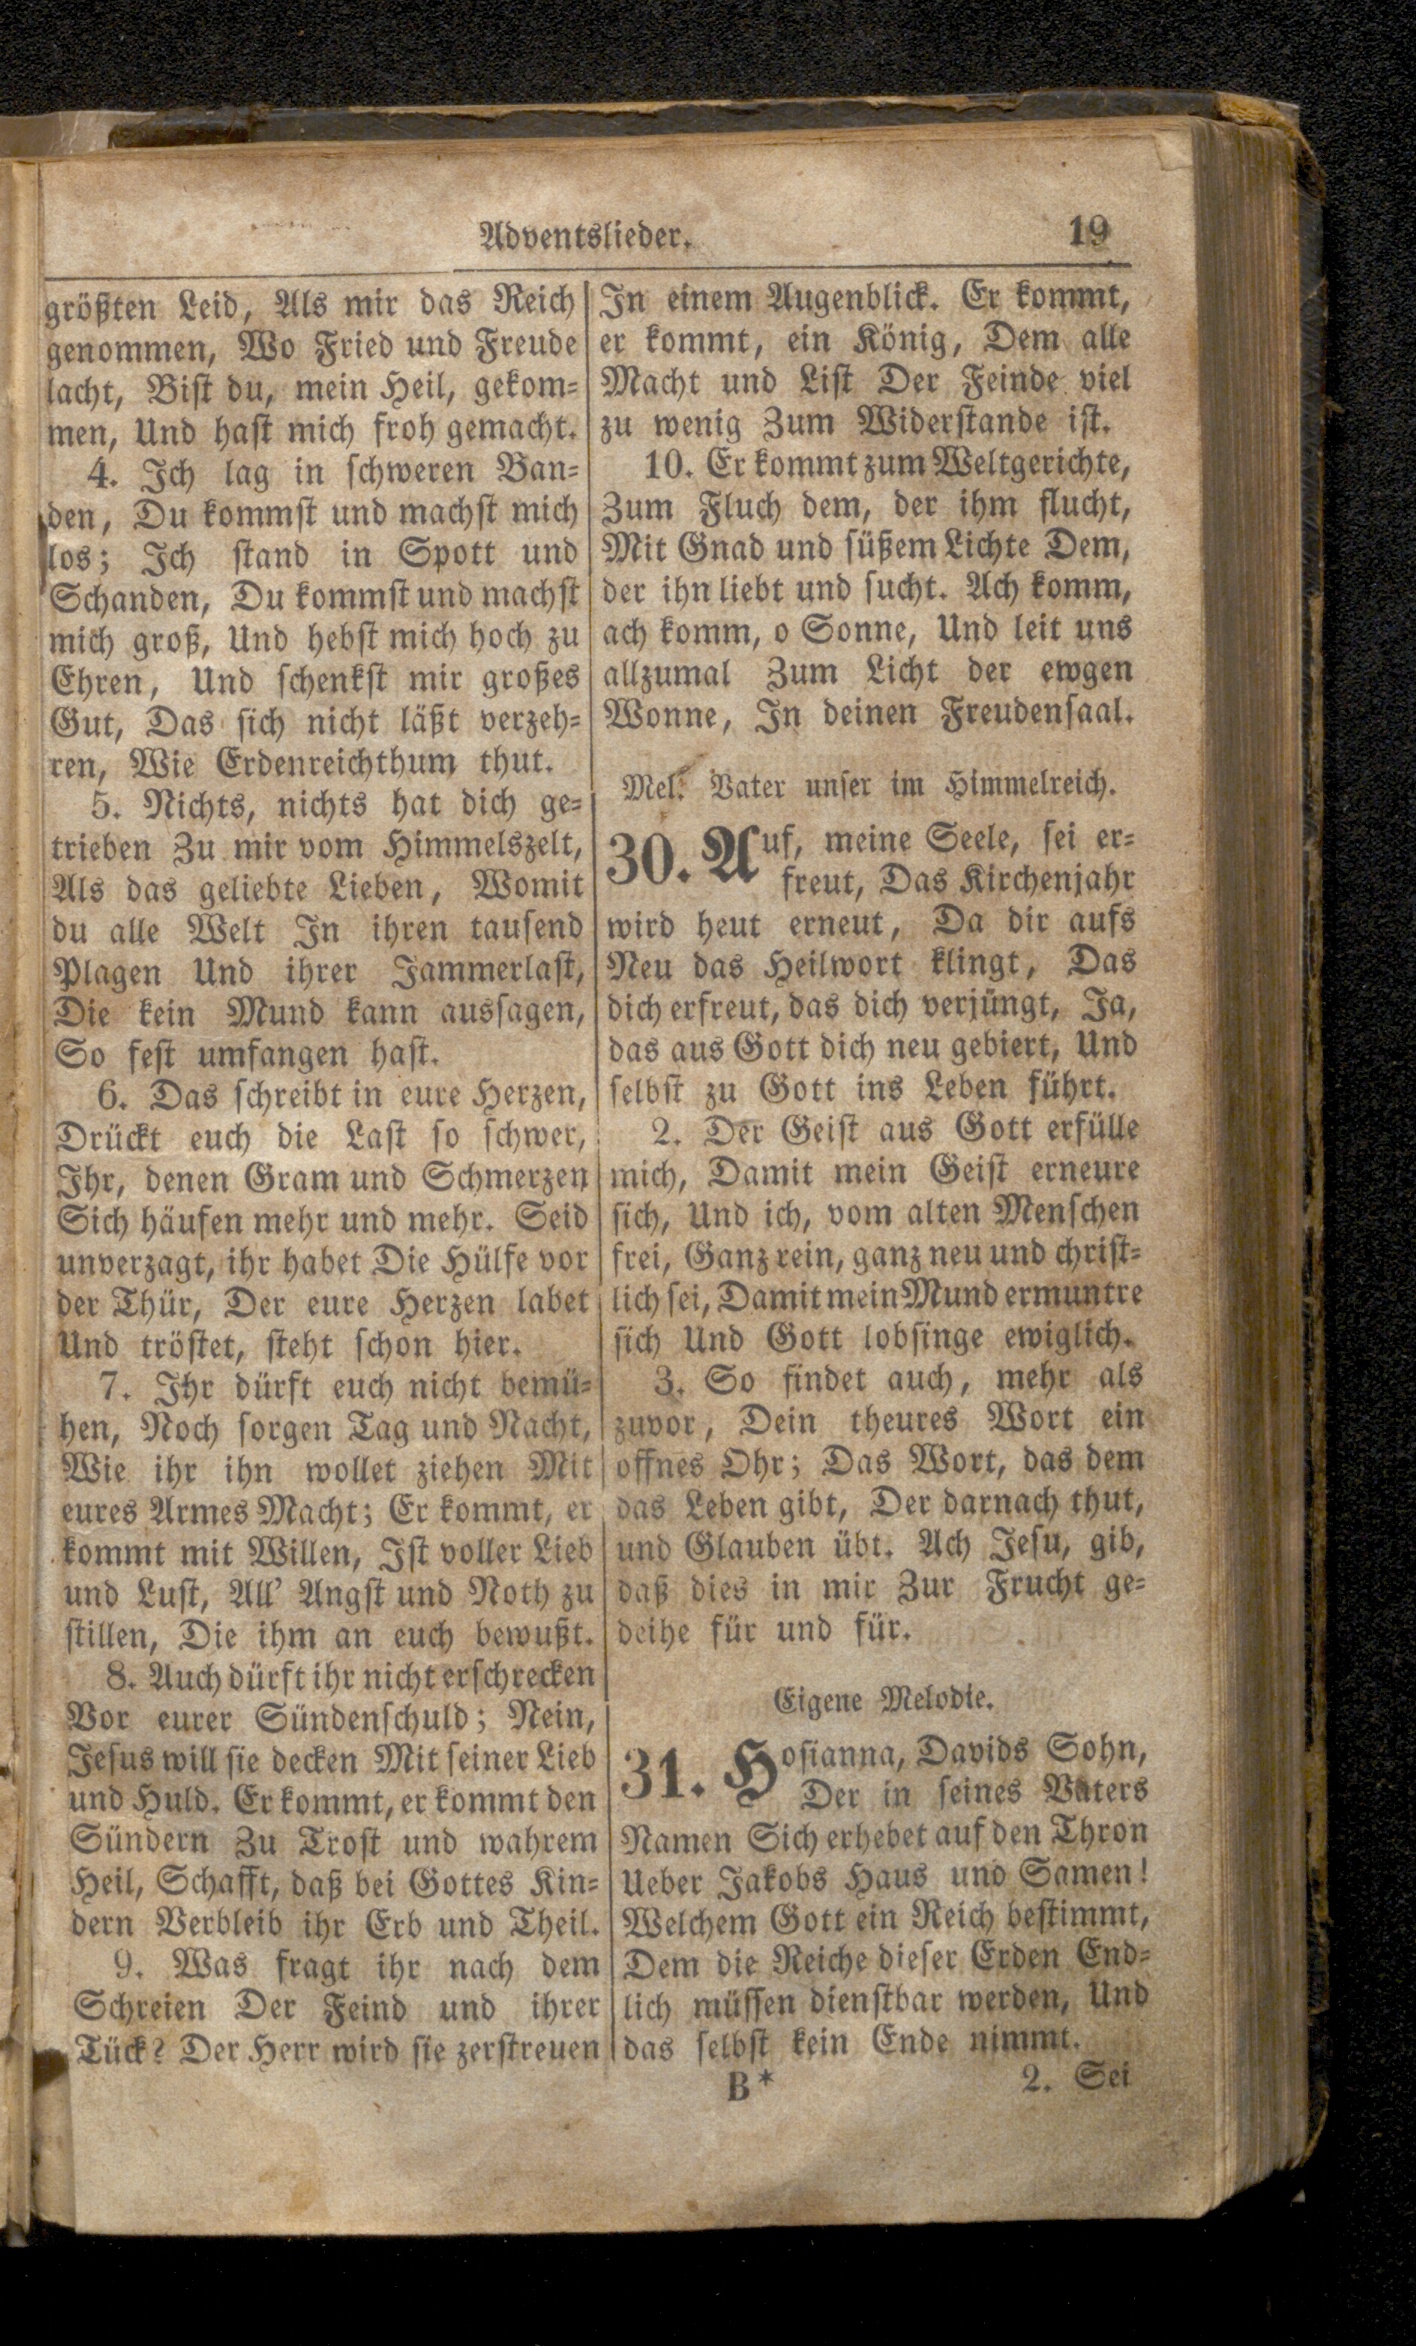 Adventslieder. 19
größten Leid, Als mir das Reich
genommen, Wo Fried und Freude
lacht, Bist du, mein Heil, gekom=
men, Und hast mich froh gemacht.
4. Ich lag in schweren Ban=
den, Du kommst und machst mich
los; Ich stand in Spott und
Schanden, Du kommst und machst
mich groß, Und hebst mich hoch zu
Ehren, Und schenkst mir großes
Gut, Das sich nicht läßt verzeh=
ren, Wie Erdenreichthum thut.
5. Nichts, nichts hat dich ge=
trieben Zu mir vom Himmelszelt,
Als das geliebte Lieben, Womit
du alle Welt In ihren tausend
Plagen Und ihrer Jammerlast,
Die kein Mund kann aussagen,
So fest umfangen hast.
6. Das schreibt in eure Herzen,
Drückt euch die Last so schwer,
Ihr, denen Gram und Schmerzen
Sich häufen mehr und mehr. Seid
unverzagt, ihr habet Die Hülfe vor
der Thür, Der eure Herzen labet
Und tröstet, steht schon hier.
7. Ihr dürft euch nicht bemü=
hen, Noch sorgen Tag und Nacht,
Wie ihr ihn wollet ziehen Mit
eures Armes Macht; Er kommt, er
kommt mit Willen, Ist voller Lieb
und Lust, All' Angst und Noth zu
stillen, Die ihm an euch bewußt.
8. Auch dürft ihr nicht erschrecken
Vor eurer Sündenschuld; Nein,
Jesus will sie decken Mit seiner Lieb
und Huld. Er kommt, er kommt den
Sündern Zu Trost und wahrem
Heil, Schafft, daß bei Gottes Kin=
dern Verbleib ihr Erb und Theil.
9. Was fragt ihr nach dem
Schreien Der Feind und ihrer
Tück? Der Herr wird sie zerstreuen
In einem Augenblick. Er kommt,
er kommt, ein König, Dem alle
Macht und List Der Feinde viel
zu wenig Zum Widerstande ist.
10. Er kommt zum Weltgerichte,
Zum Fluch dem, der ihm flucht,
Mit Gnad und süßem Lichte Dem,
der ihn liebt und sucht. Ach komm,
ach komm, o Sonne, Und leit uns
allzumal Zum Licht der ewgen
Wonne, In deinen Freudensaal.
Mel. Vater unser im Himmelreich.
30. Auf, meine Seele, sei er=
freut, Das Kirchenjahr
wird heut erneut, Da dir aufs
Neu das Heilwort klingt, Das
dich erfreut, das dich verjüngt, Ja,
das aus Gott dich neu gebiert, Und
selbst zu Gott ins Leben führt.
2. Der Geist aus Gott erfülle
mich, Damit mein Geist erneure
sich, Und ich, vom alten Menschen
frei, Ganz rein, ganz neu und christ=
lich sei, Damit mein Mund ermuntre
sich Und Gott lobsinge ewiglich.
3. So findet auch, mehr als
zuvor, Dein theures Wort ein
offnes Ohr; Das Wort, das dem
das Leben gibt, Der darnach thut,
und Glauben übt. Ach Jesu, gib,
daß dies in mir Zur Frucht ge=
deihe für und für.
Eigene Melodie.
31. Hosianna, Davids Sohn,
Der in seines Vaters
Namen Sich erhebet auf den Thron
Ueber Jakobs Haus und Samen!
Welchem Gott ein Reich bestimmt,
Dem die Reiche dieser Erden End=
lich müssen dienstbar werden, Und
das selbst kein Ende nimmt.
B* 2. Sei